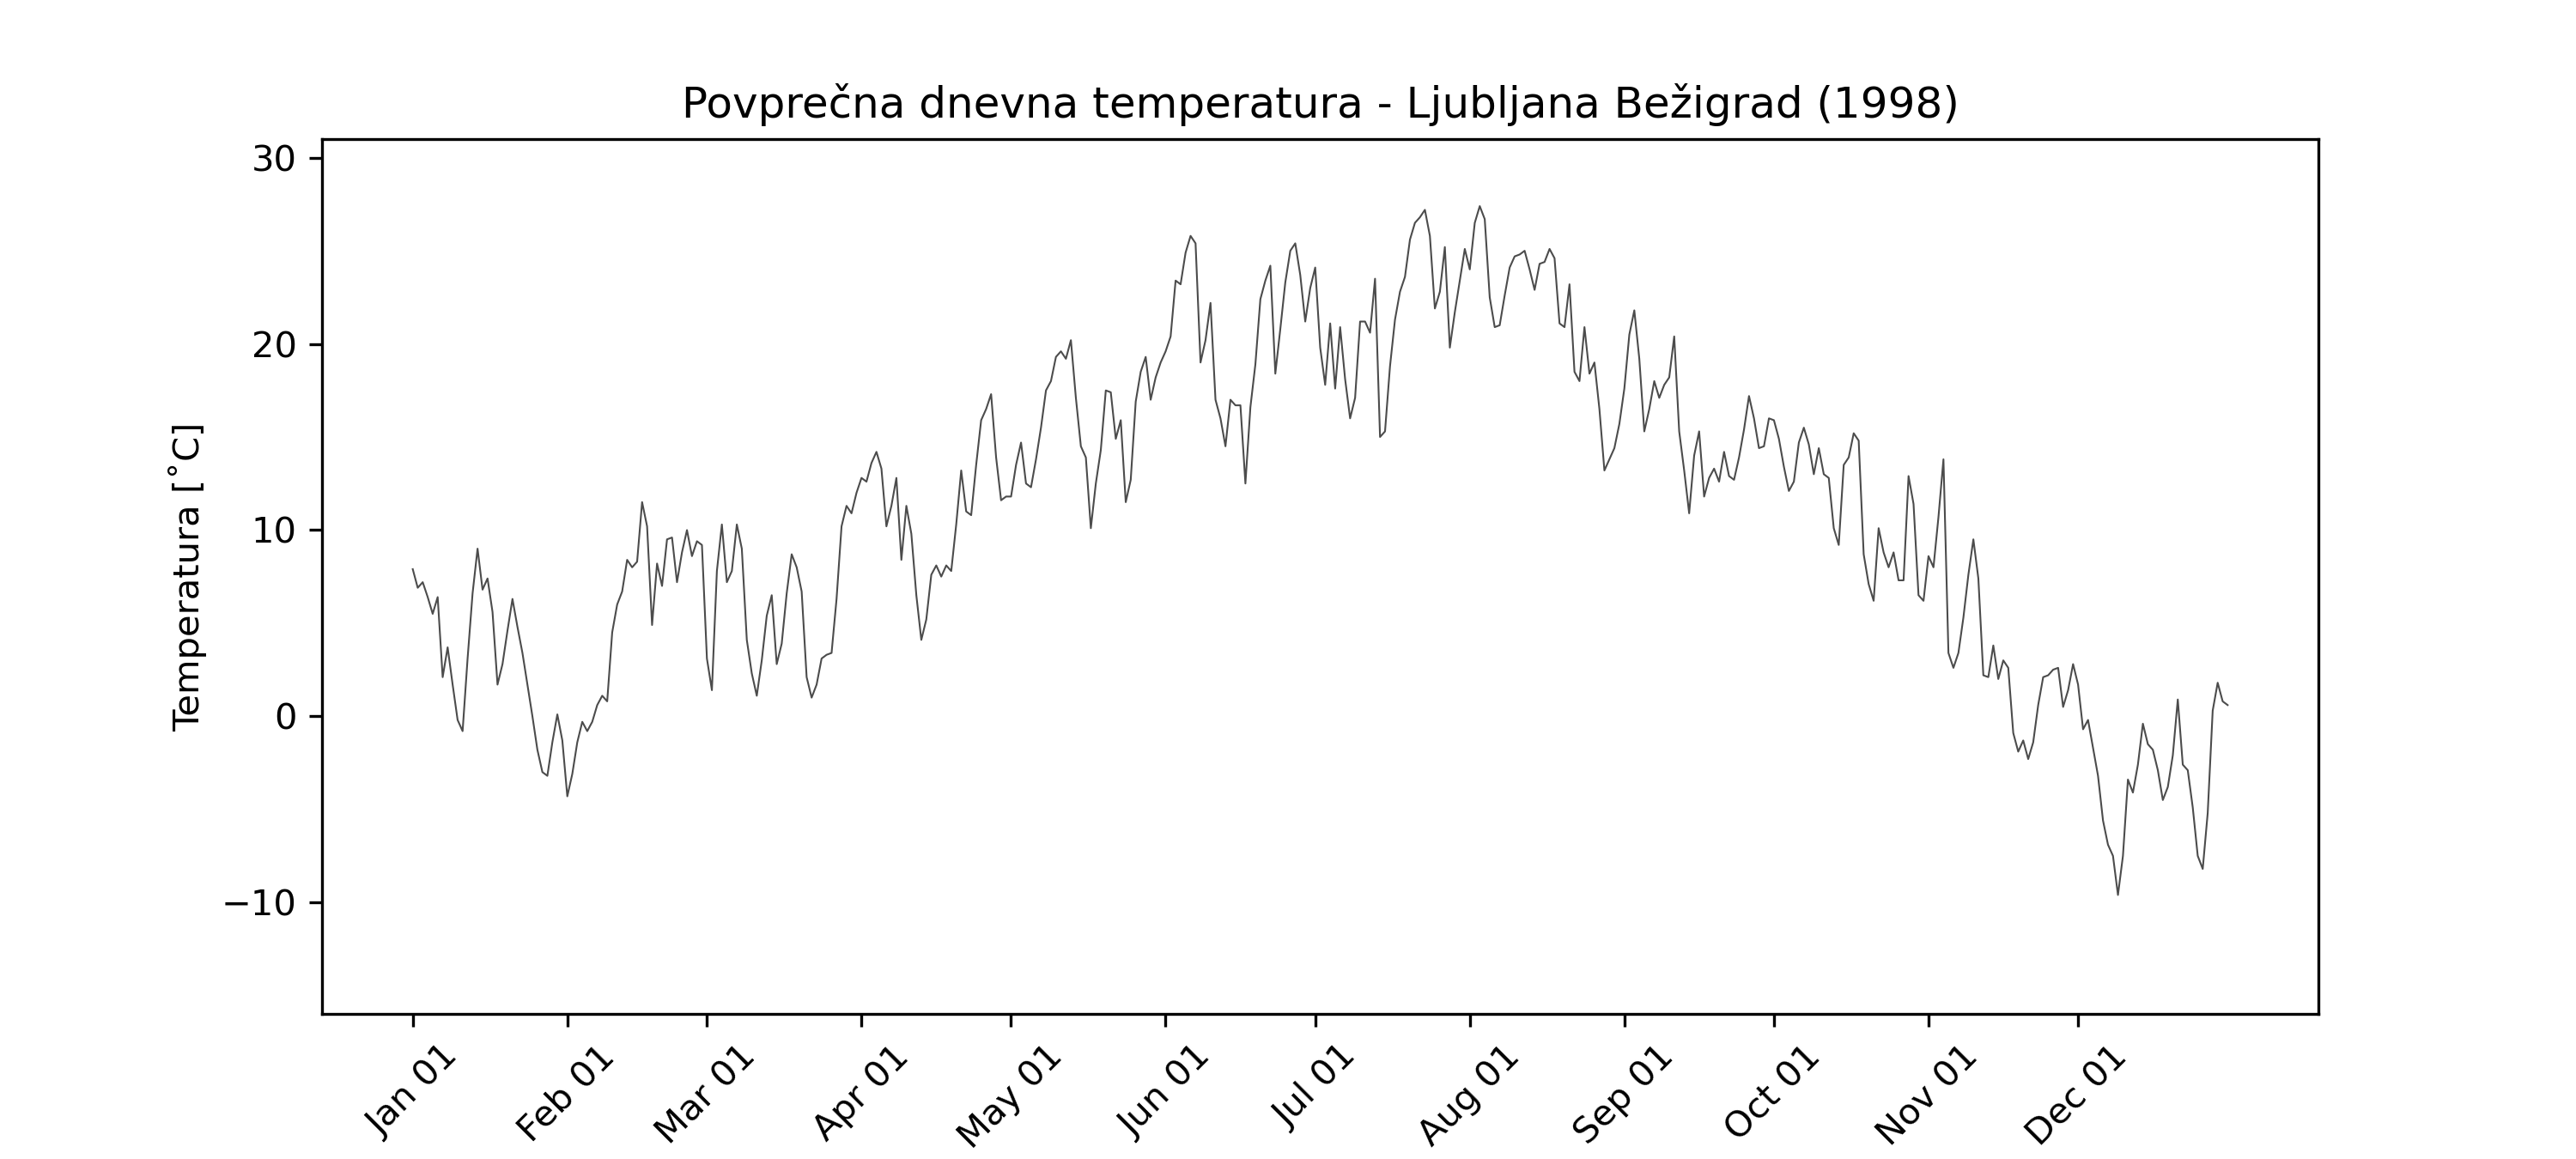 Povprečna dnevna temperatura - Ljubljana Bežigrad (1998)
Temperatura [˚C]
30
20
10
0
−10
Jan 01
Feb 01
Mar 01
Apr 01
May 01
Jun 01
Jul 01
Aug 01
Sep 01
Oct 01
Nov 01
Dec 01